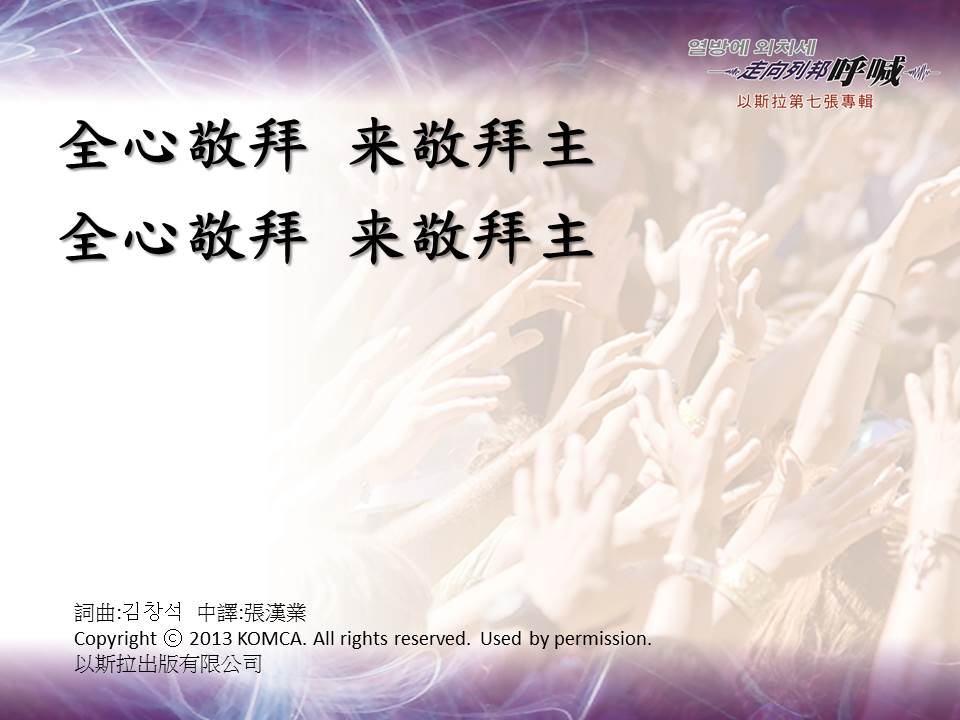 열방에 외치세
走向列邦呼喊
以斯拉第七張專輯
全心敬拜 来敬拜主
全心敬拜 来敬拜主
詞曲:김창석 中譯:張漢業
Copyright ⓒ 2013 KOMCA. All rights reserved. Used by permission.
以斯拉出版有限公司